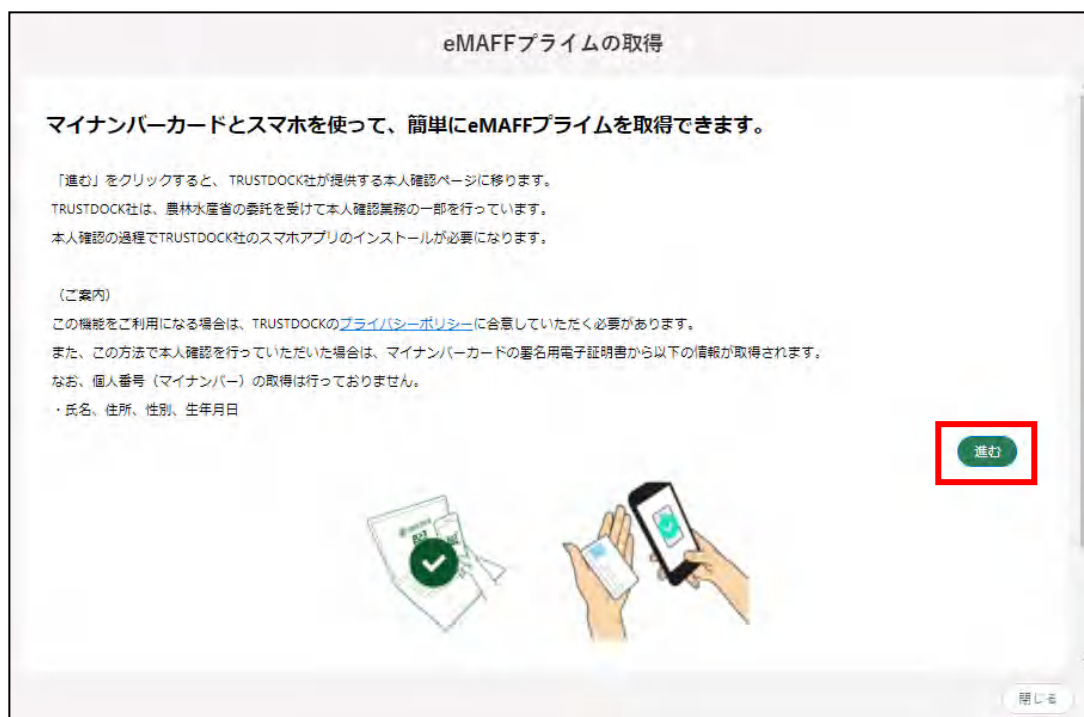 eMAFFプライムの取得
マイナンバーカードとスマホを使って、簡単にeMAFFプライムを取得できます。
「進む」をクリックすると、TRUSTDOCK社が提供する本人確認ページに移ります。
TRUSTDOCK社は、農林水産省の委託を受けて本人確認業務の一部を行っています。
本人確認の過程でTRUSTDOCK社のスマホアプリのインストールが必要になります。
（ご案内）
この機能をご利用になる場合は、TRUSTDOCKのプライバシーポリシーに合意していただく必要があります。
また、この方法で本人確認を行っていただいた場合は、マイナンバーカードの署名用電子証明書から以下の情報が取得されます。
なお、個人番号（マイナンバー）の取得は行っておりません。
・氏名、住所、性別、生年月日
進む
閉じる